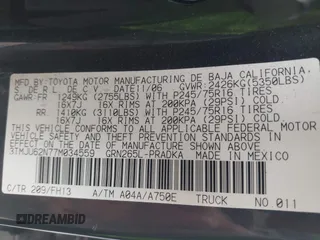 MFD. BY: TOYOTA MOTOR MANUFACTURING DE BAJA CALIFORNIA,
S. DE R.L. DE C.V. DATE: 11/06 GVWR: 2426KG (5350LBS)
GAWR FR 1249KG (2755LBS) WITH P245/75R16 TIRES
16X7J 16X RIMS AT 200KPA (29PSI) COLD.
RR 1410KG (3110LBS) WITH P245/75R16 TIRES
16X7J 16X RIMS AT 200KPA (29PSI) COLD.
THIS VEHICLE CONFORMS TO ALL APPLICABLE FEDERAL MOTOR
VEHICLE SAFETY AND THEFT PREVENTION STANDARDS IN
EFFECT ON THE DATE OF MANUFACTURE SHOWN ABOVE.
3TMJU62N77M034559 GRN265L-PRADKA MADE IN MEXICO
C/TR 209/FH13 A/TM A04A/A750E TRUCK NO 011